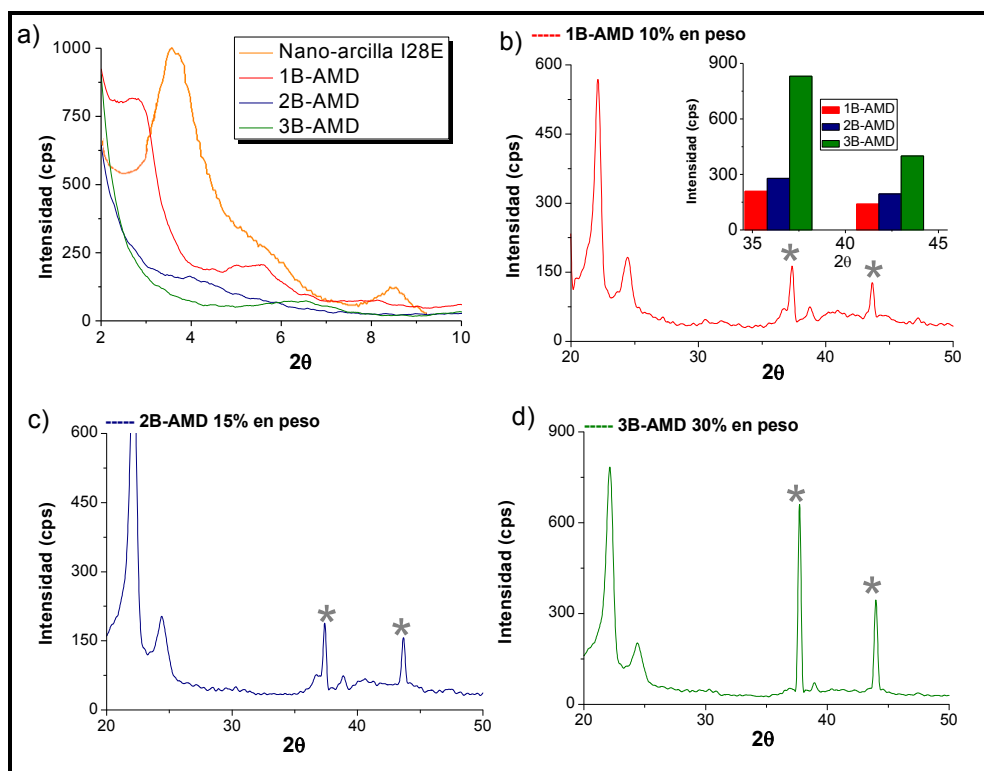 a)
Nano-arcilla I28E
1B-AMD
2B-AMD
3B-AMD
Intensidad (cps)
1000
750
500
250
0
2 4 6 8 10
2θ
b)
1B-AMD 10% en peso
Intensidad (cps)
600
450
300
150
0
20 30 40 50
2θ
Intensidad (cps)
900
600
300
0
35 40 45
2θ
1B-AMD
2B-AMD
3B-AMD
*
*
c)
2B-AMD 15% en peso
Intensidad (cps)
600
450
300
150
0
20 30 40 50
2θ
*
*
d)
3B-AMD 30% en peso
Intensidad (cps)
900
600
300
0
20 30 40 50
2θ
*
*